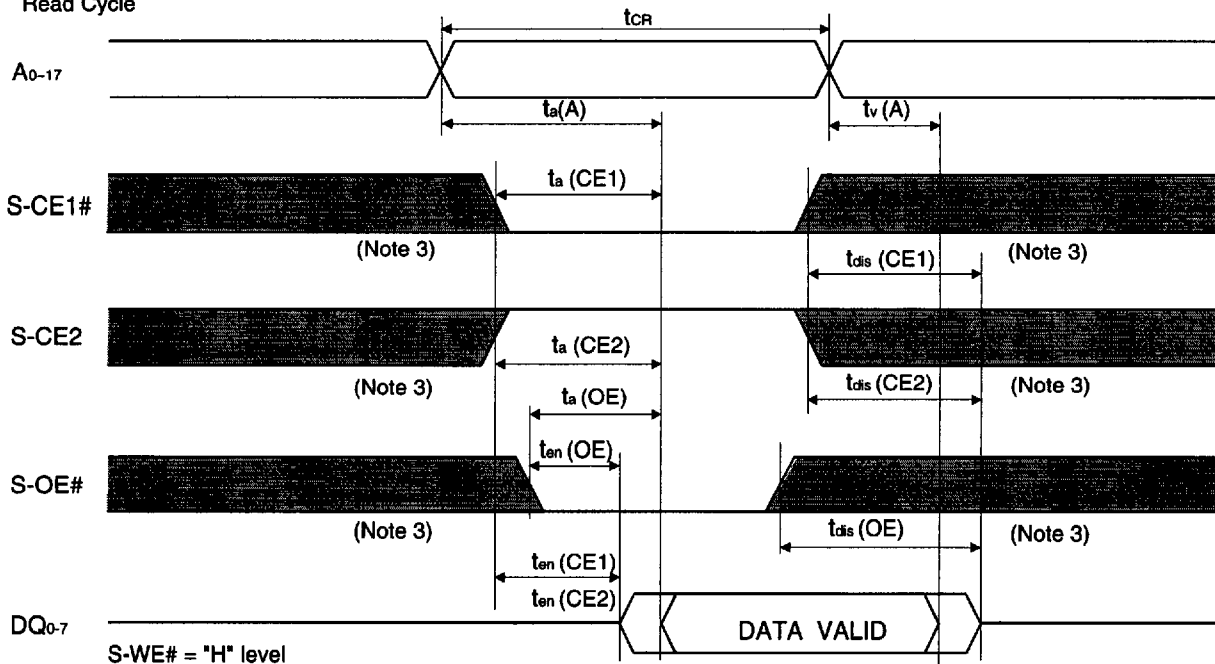 Read Cycle
tCR
A0~17
ta(A)
tv (A)
S-CE1#
ta (CE1)
(Note 3)
(Note 3)
tdis (CE1)
S-CE2
ta (CE2)
(Note 3)
(Note 3)
tdis (CE2)
ta (OE)
S-OE#
ten (OE)
(Note 3)
(Note 3)
tdis (OE)
ten (CE1)
ten (CE2)
DQ0-7
DATA VALID
S-WE# = "H" level